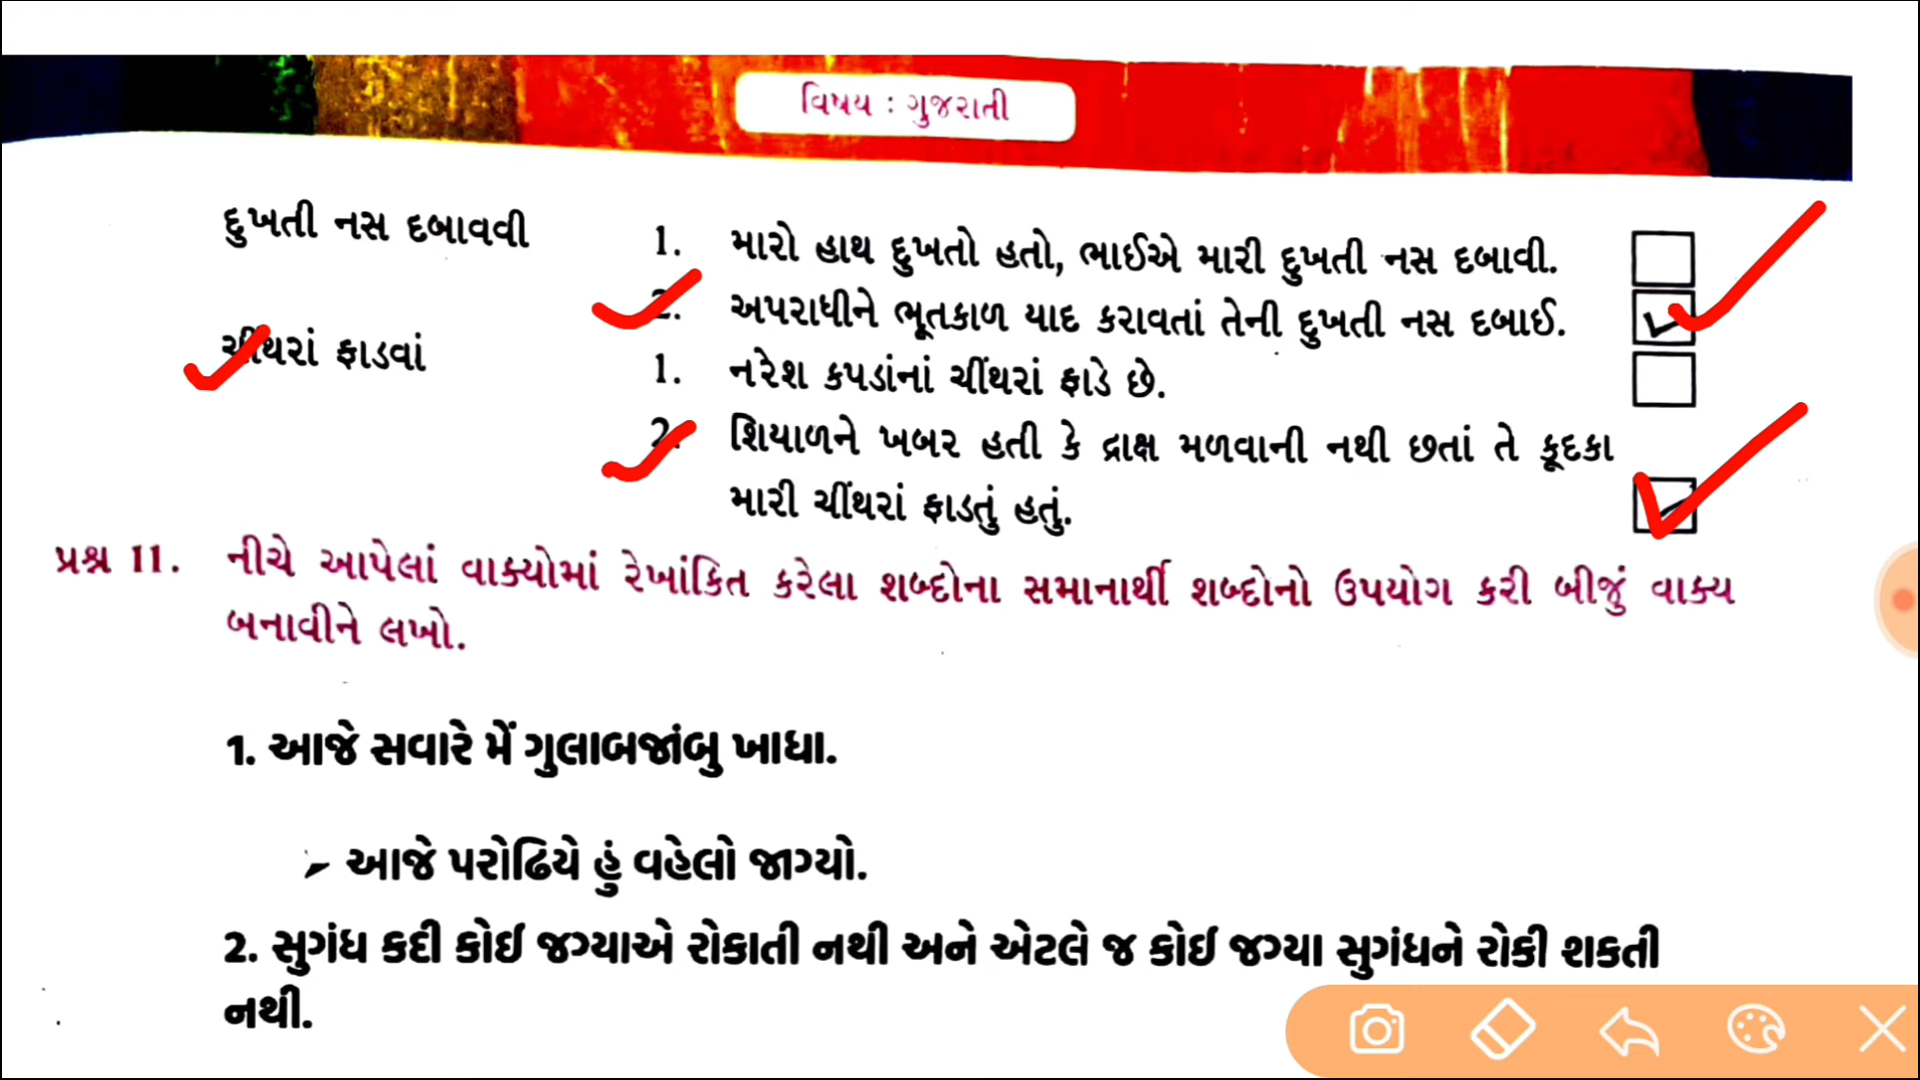 વિષય : ગુજરાતી
દુખતી નસ દબાવવી
1. મારો હાથ દુખતો હતો, ભાઈએ મારી દુખતી નસ દબાવી.
2. અપરાધીને ભૂતકાળ યાદ કરાવતાં તેની દુખતી નસ દબાઈ.
ચીંથરાં ફાડવાં
1. નરેશ કપડાંનાં ચીંથરાં ફાડે છે.
2. શિયાળને ખબર હતી કે દ્રાક્ષ મળવાની નથી છતાં તે કૂદકા
મારી ચીંથરાં ફાડતું હતું.
પ્રશ્ન 11. નીચે આપેલાં વાક્યોમાં રેખાંકિત કરેલા શબ્દોના સમાનાર્થી શબ્દોનો ઉપયોગ કરી બીજું વાક્ય
બનાવીને લખો.
1. આજે સવારે મેં ગુલાબજાંબુ ખાધા.
➢ આજે પરોઢિયે હું વહેલો જાગ્યો.
2. સુગંધ કદી કોઈ જગ્યાએ રોકાતી નથી અને એટલે જ કોઈ જગ્યા સુગંધને રોકી શકતી
નથી.